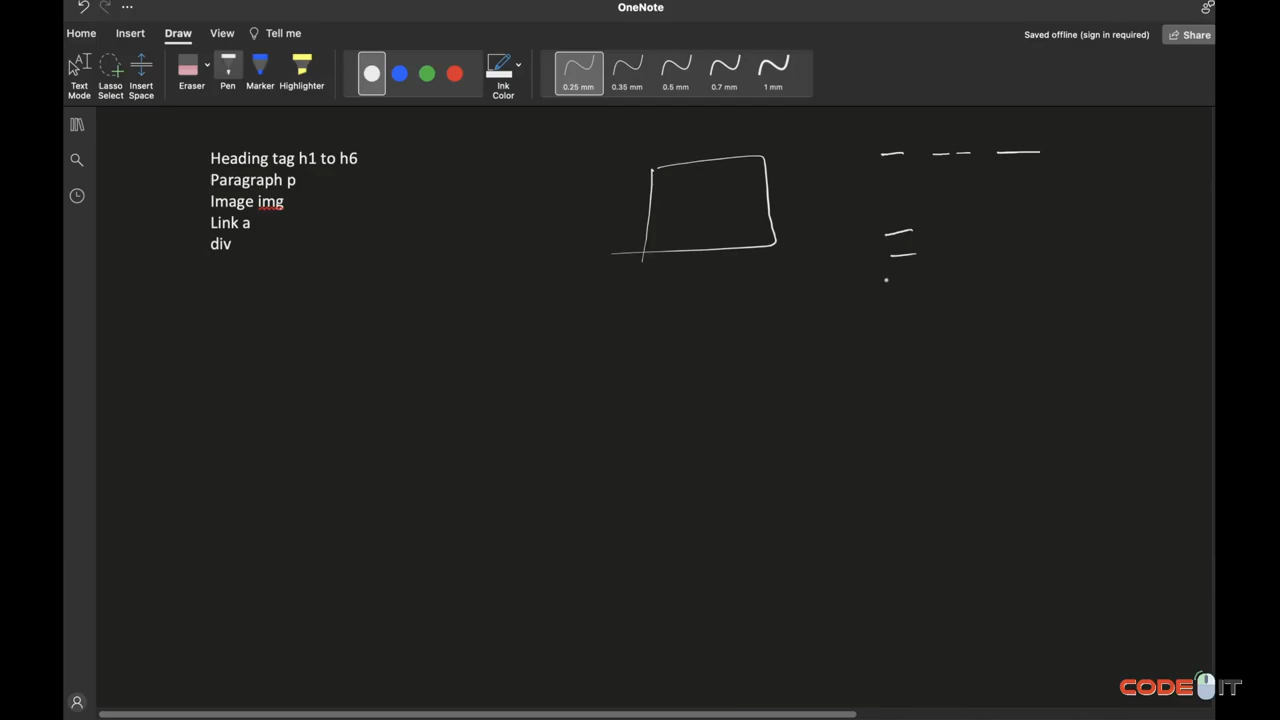 OneNote
Home Insert Draw View Tell me
Saved offline (sign in required) Share
Text Mode
Lasso Select
Insert Space
Eraser
Pen
Marker
Highlighter
Ink Color
0.25 mm
0.35 mm
0.5 mm
0.7 mm
1 mm
Heading tag h1 to h6
Paragraph p
Image img
Link a
div
CODE IT